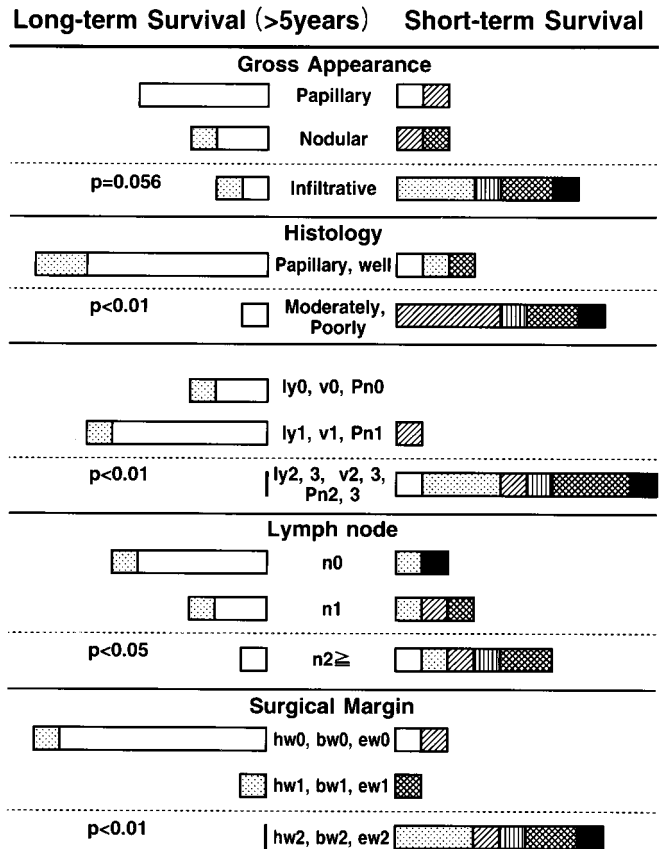 Long-term Survival (>5years) Short-term Survival
Gross Appearance
Papillary
Nodular
p=0.056 Infiltrative
Histology
Papillary, well
p<0.01 Moderately,
Poorly
ly0, v0, Pn0
ly1, v1, Pn1
p<0.01 ly2, 3, v2, 3,
Pn2, 3
Lymph node
n0
n1
p<0.05 n2≧
Surgical Margin
hw0, bw0, ew0
hw1, bw1, ew1
p<0.01 hw2, bw2, ew2